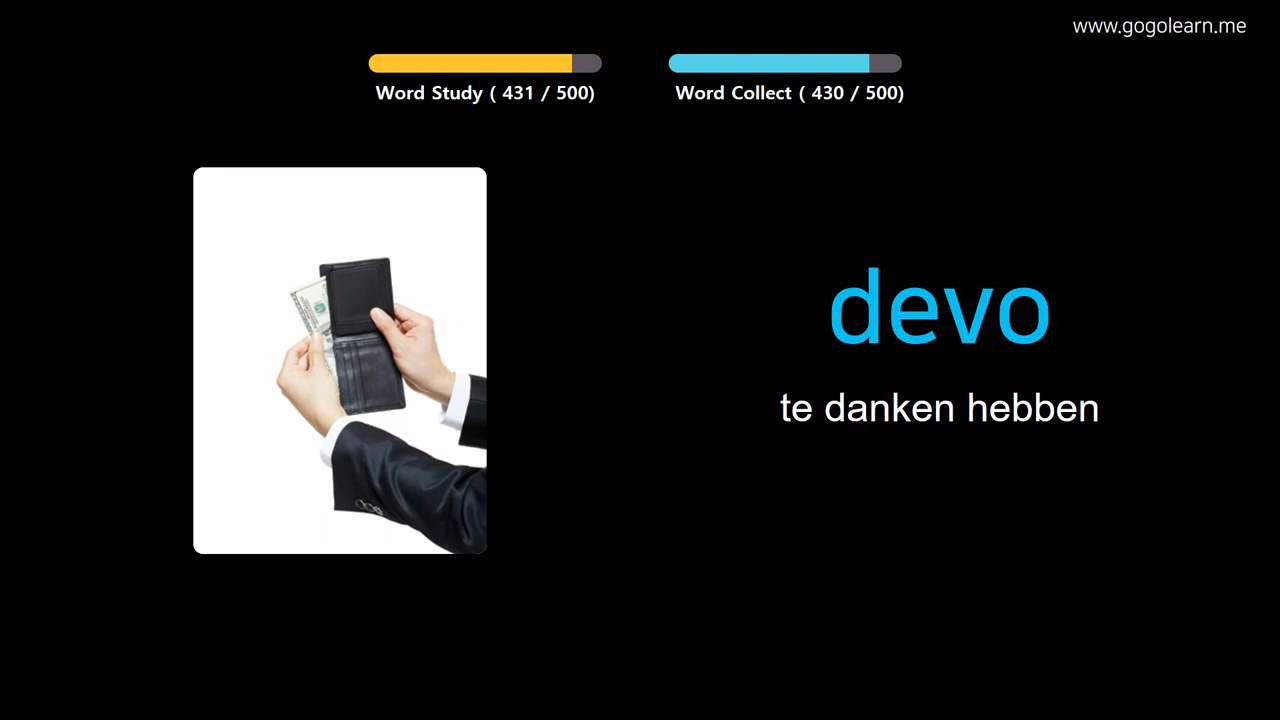 www.gogolearn.me
Word Study ( 431 / 500)
Word Collect ( 430 / 500)
devo
te danken hebben